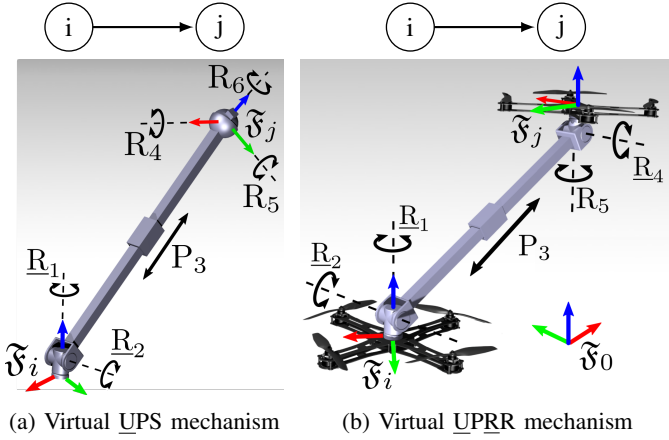 i j i j
R6
𝔉j
R4
R5
P3
R1
R2
𝔉i
𝔉j
R4
R5
R1
P3
R2
𝔉i
𝔉0
(a) Virtual UPS mechanism (b) Virtual UPRR mechanism